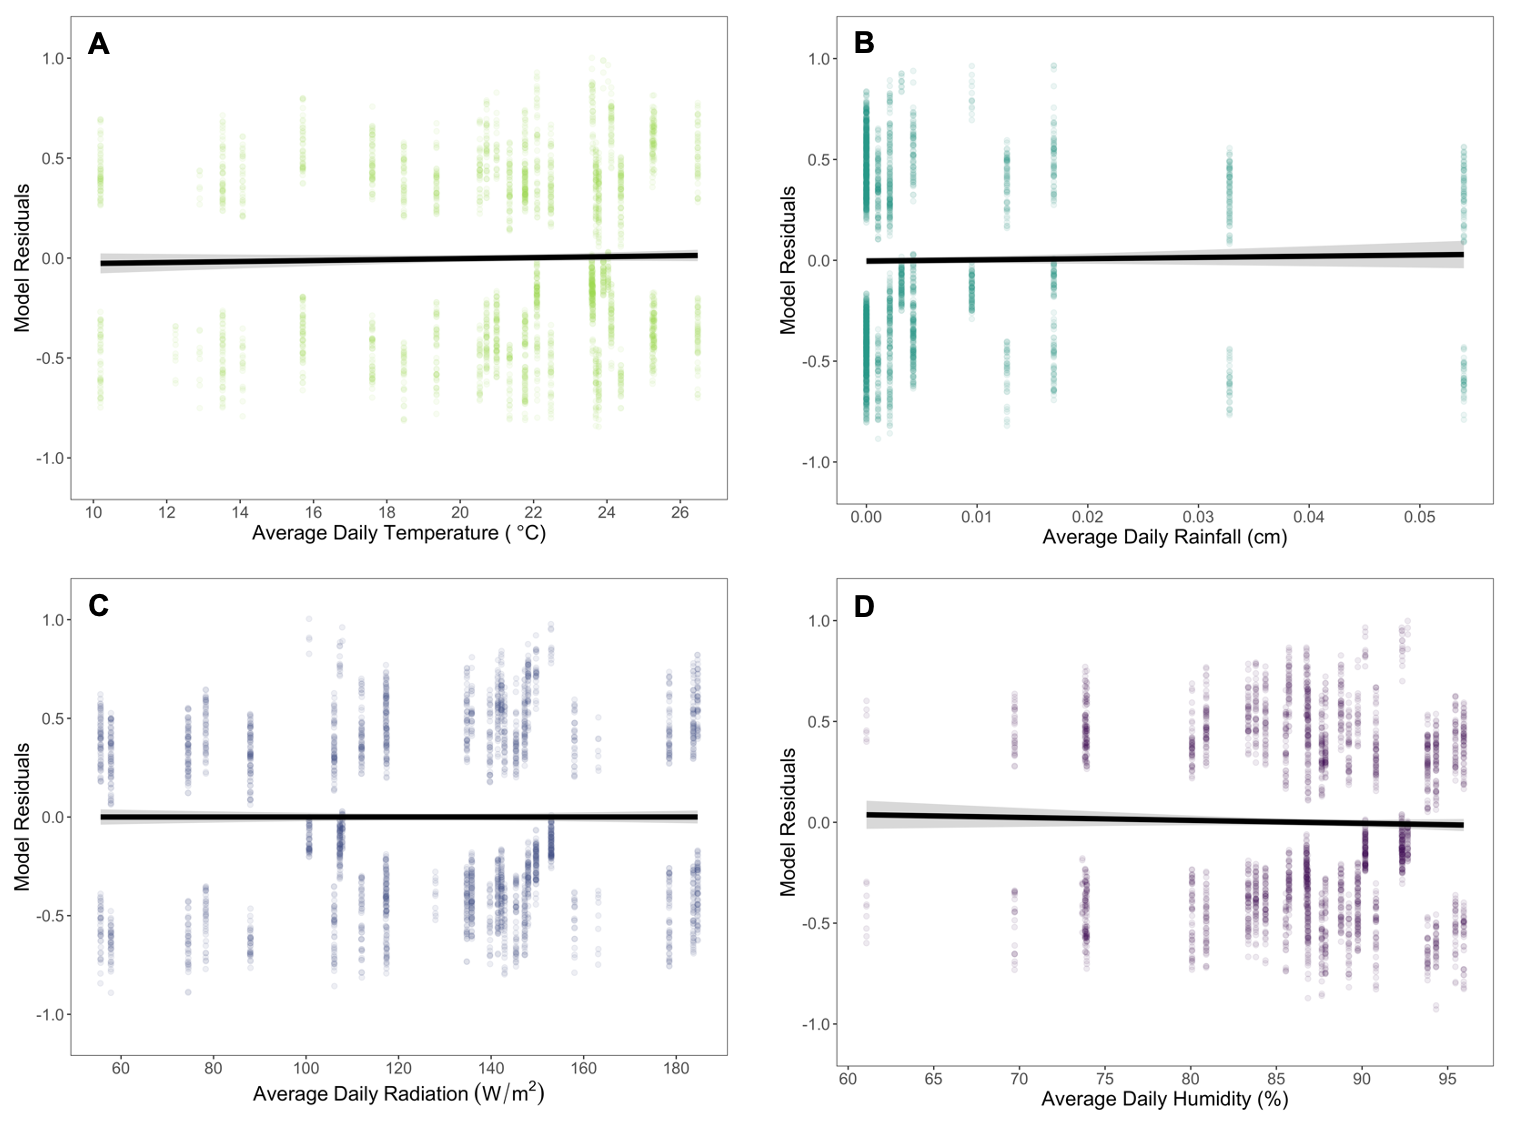 A
1.0
0.5
0.0
-0.5
-1.0
Model Residuals
10 12 14 16 18 20 22 24 26
Average Daily Temperature ( °C)
B
1.0
0.5
0.0
-0.5
-1.0
Model Residuals
0.00 0.01 0.02 0.03 0.04 0.05
Average Daily Rainfall (cm)
C
1.0
0.5
0.0
-0.5
-1.0
Model Residuals
60 80 100 120 140 160 180
Average Daily Radiation (W/m²)
D
1.0
0.5
0.0
-0.5
-1.0
Model Residuals
60 65 70 75 80 85 90 95
Average Daily Humidity (%)